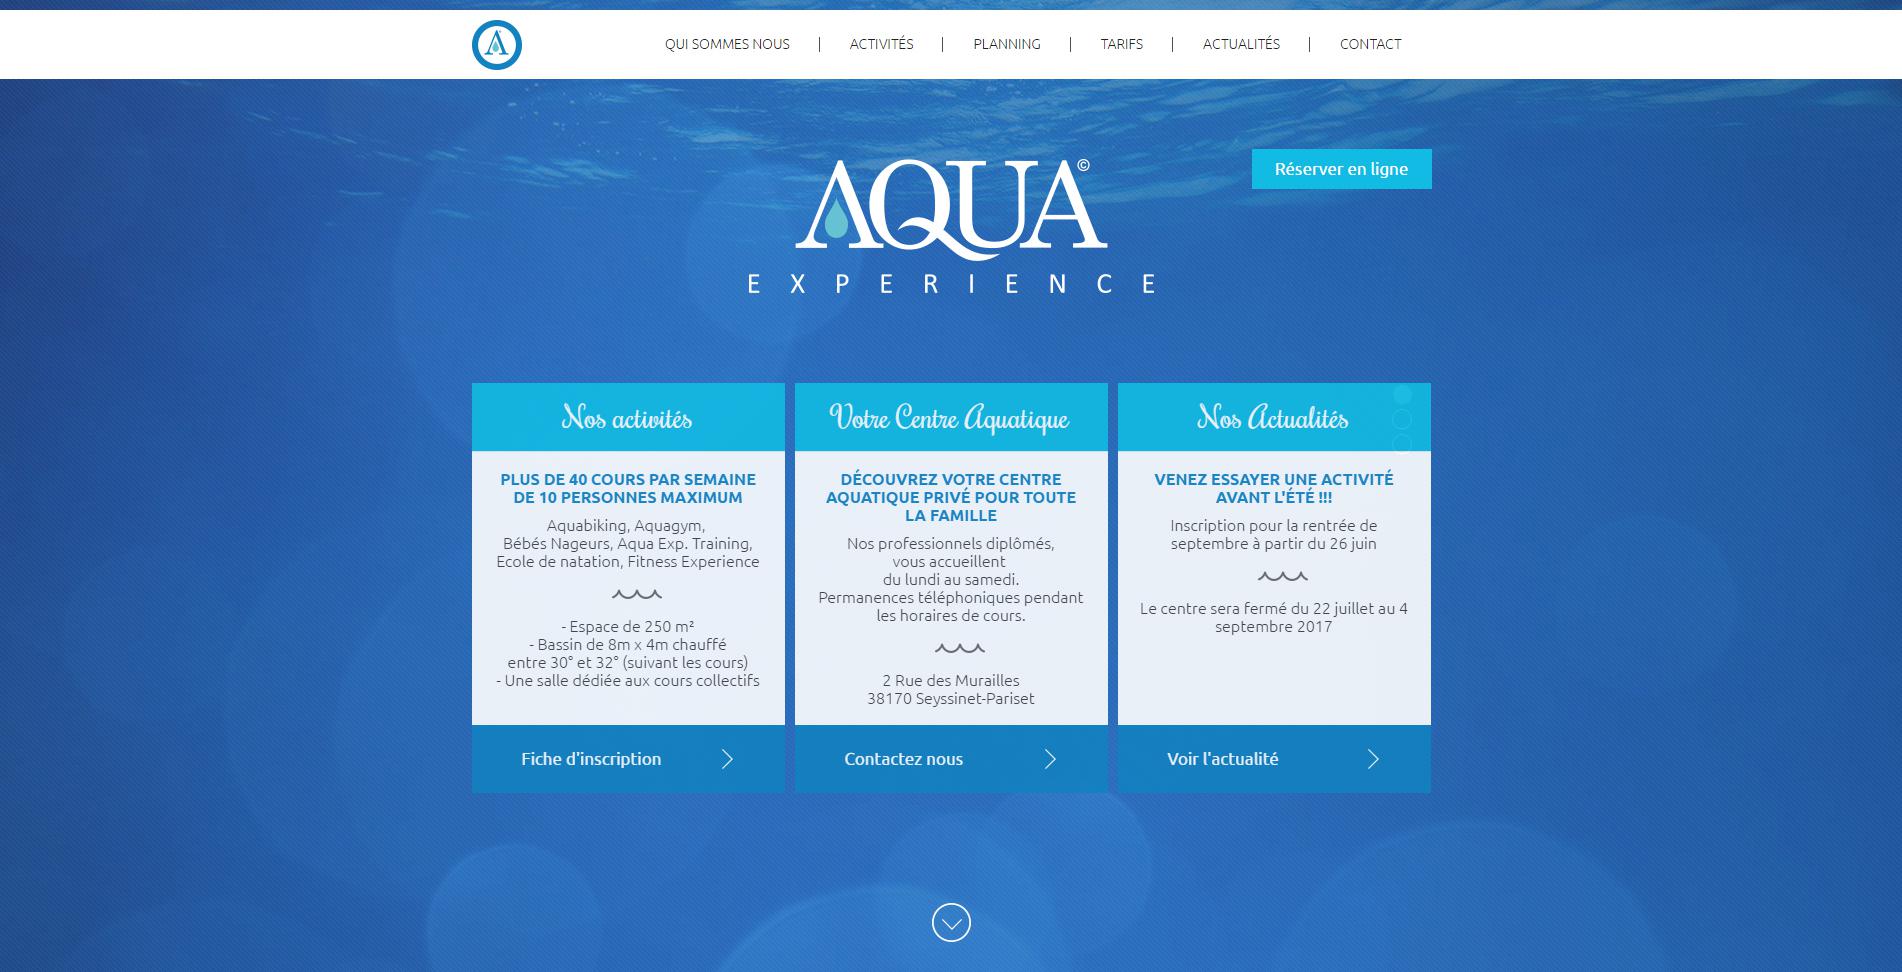 QUI SOMMES NOUS | ACTIVITÉS | PLANNING | TARIFS | ACTUALITÉS | CONTACT
AQUA©
EXPERIENCE
Réserver en ligne
Nos activités
PLUS DE 40 COURS PAR SEMAINE
DE 10 PERSONNES MAXIMUM
Aquabiking, Aquagym,
Bébés Nageurs, Aqua Exp. Training,
Ecole de natation, Fitness Experience
- Espace de 250 m²
- Bassin de 8m x 4m chauffé
entre 30° et 32° (suivant les cours)
- Une salle dédiée aux cours collectifs
Fiche d'inscription
Votre Centre Aquatique
DÉCOUVREZ VOTRE CENTRE
AQUATIQUE PRIVÉ POUR TOUTE
LA FAMILLE
Nos professionnels diplômés,
vous accueillent
du lundi au samedi.
Permanences téléphoniques pendant
les horaires de cours.
2 Rue des Murailles
38170 Seyssinet-Pariset
Contactez nous
Nos Actualités
VENEZ ESSAYER UNE ACTIVITÉ
AVANT L'ÉTÉ !!!
Inscription pour la rentrée de
septembre à partir du 26 juin
Le centre sera fermé du 22 juillet au 4
septembre 2017
Voir l'actualité